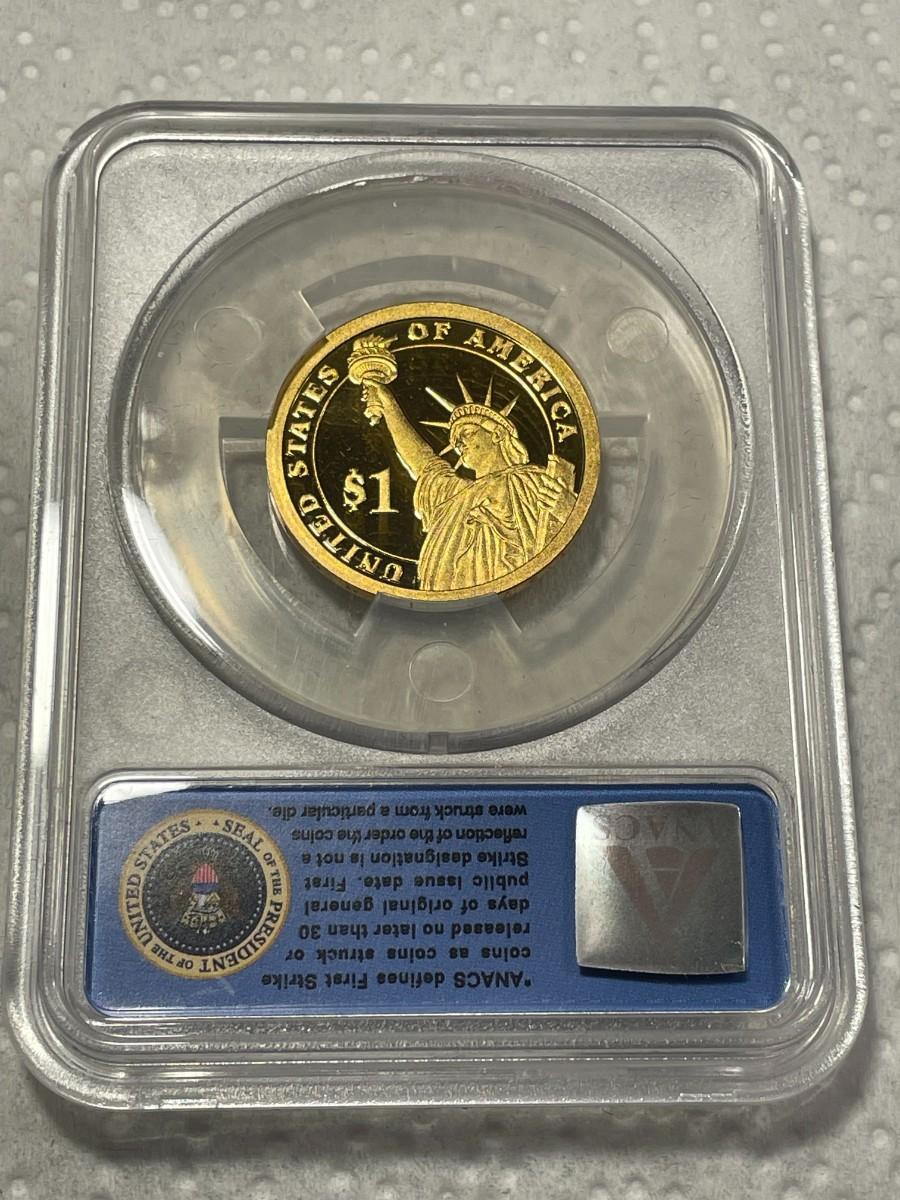 UNITED STATES OF AMERICA
$1
*ANACS defines First Strike
coins as coins struck or
released no later than 30
days of original general
public issue date. First
Strike designation is not a
reflection of the order the coins
were struck from a particular die.
SEAL OF THE PRESIDENT OF THE UNITED STATES
ANACS